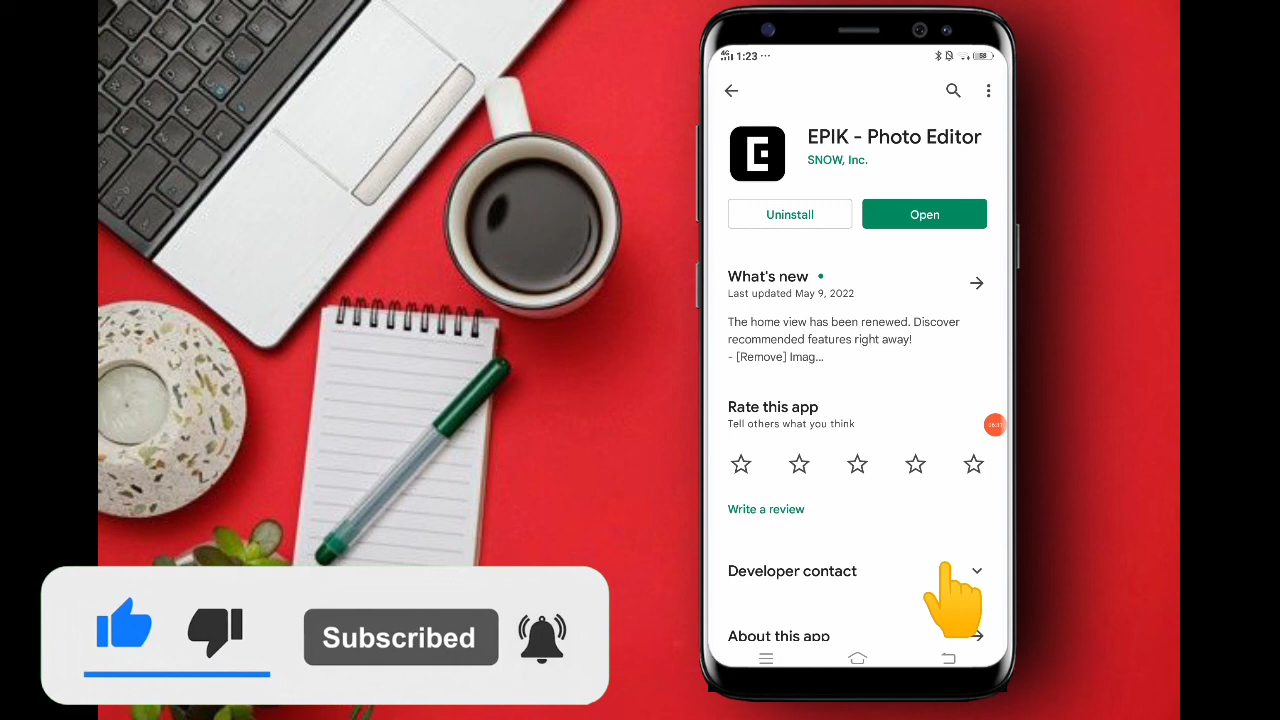 4G 1:23 ··· 58
EPIK - Photo Editor
SNOW, Inc.
Uninstall
Open
What's new
Last updated May 9, 2022
The home view has been renewed. Discover
recommended features right away!
- [Remove] Imag...
Rate this app
Tell others what you think
Write a review
Developer contact
About this app
Subscribed